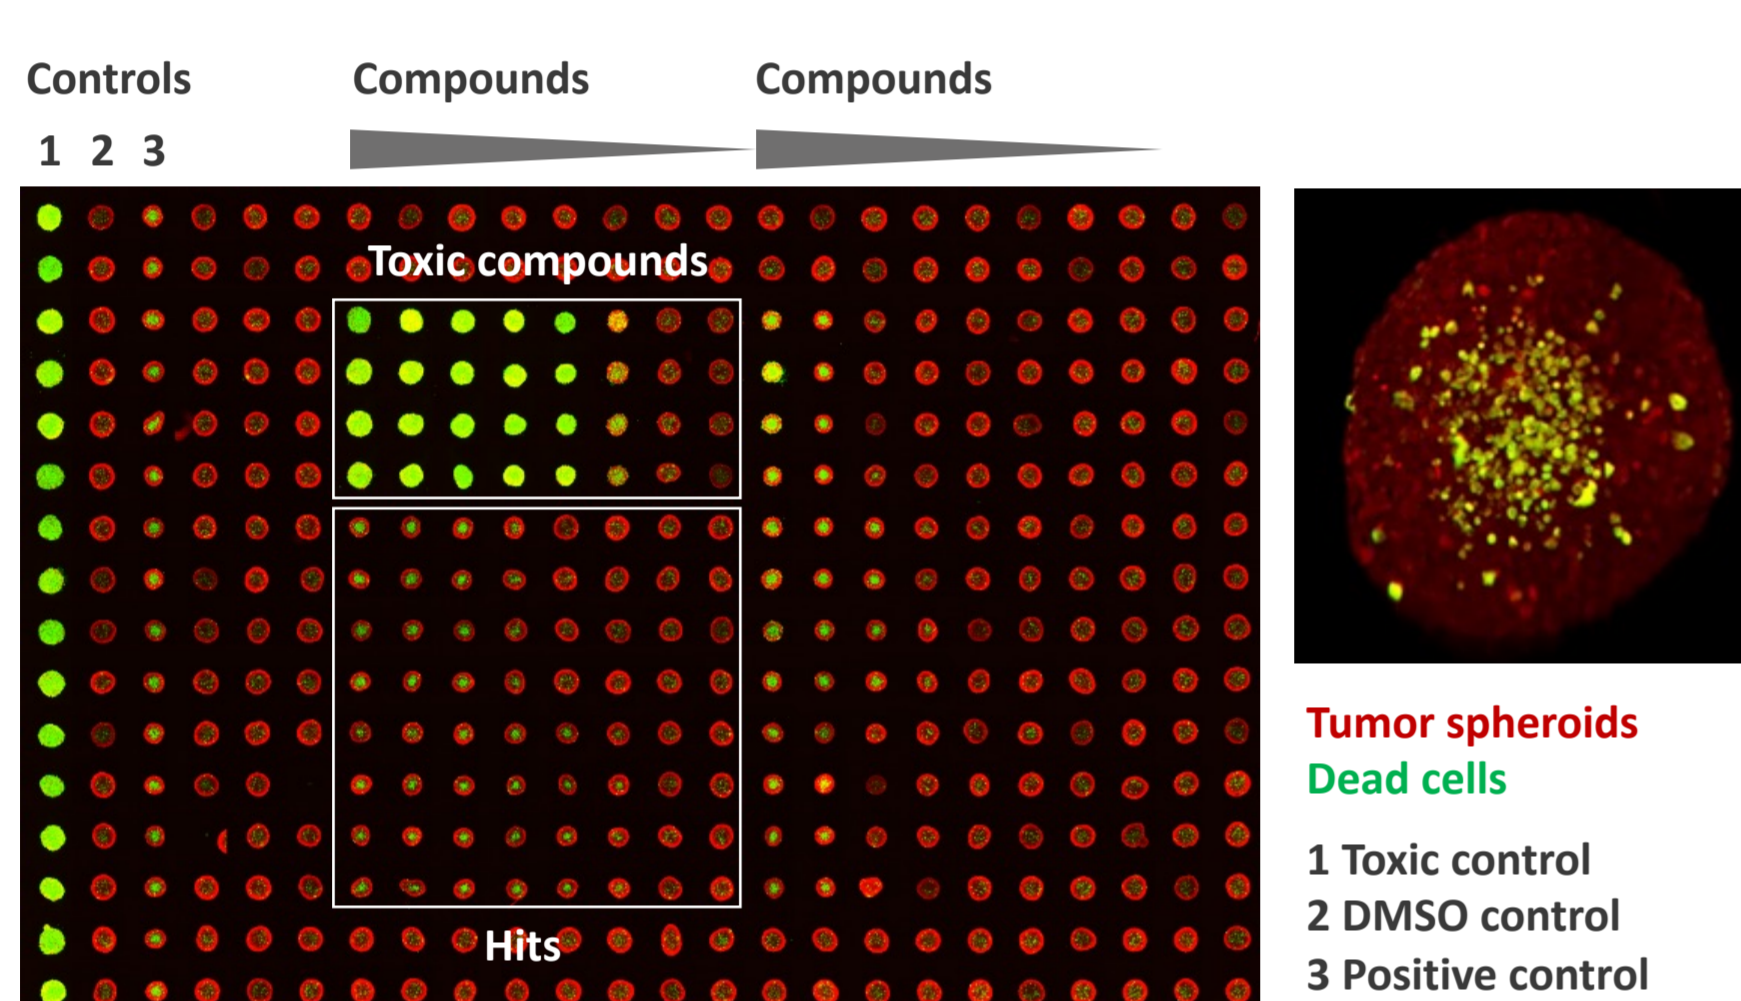 Controls
Compounds
Compounds
1 2 3
Toxic compounds
Hits
Tumor spheroids
Dead cells
1 Toxic control
2 DMSO control
3 Positive control